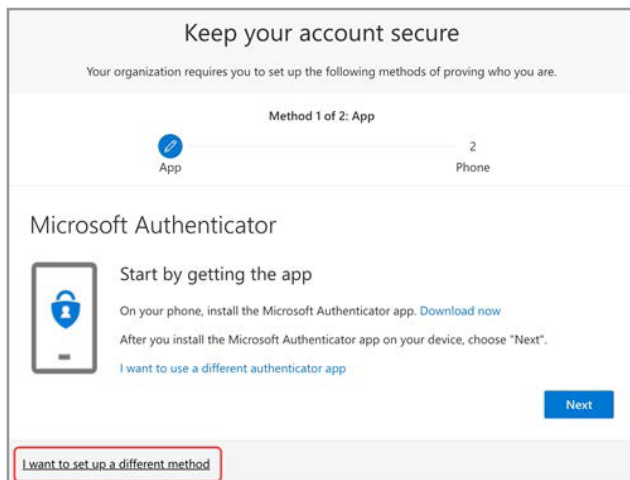 Keep your account secure
Your organization requires you to set up the following methods of proving who you are.
Method 1 of 2: App
App
2
Phone
Microsoft Authenticator
Start by getting the app
On your phone, install the Microsoft Authenticator app. Download now
After you install the Microsoft Authenticator app on your device, choose "Next".
I want to use a different authenticator app
Next
I want to set up a different method